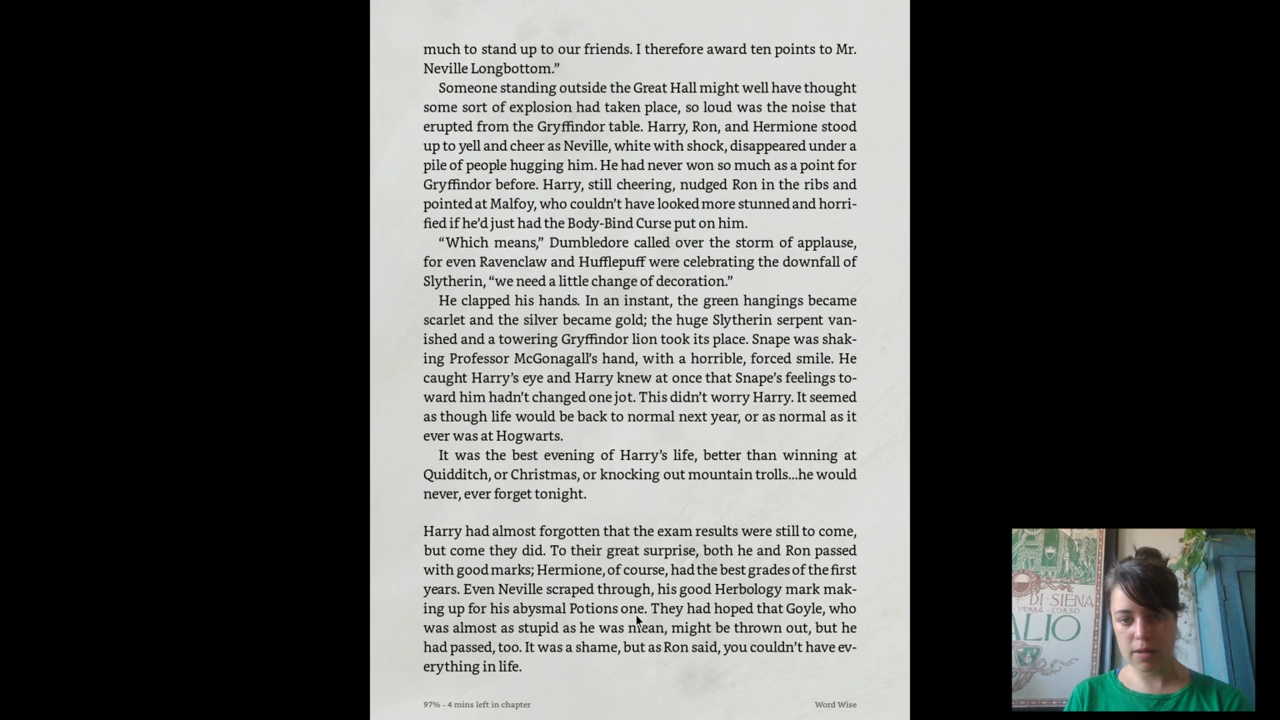 much to stand up to our friends. I therefore award ten points to Mr.
Neville Longbottom.”
Someone standing outside the Great Hall might well have thought
some sort of explosion had taken place, so loud was the noise that
erupted from the Gryffindor table. Harry, Ron, and Hermione stood
up to yell and cheer as Neville, white with shock, disappeared under a
pile of people hugging him. He had never won so much as a point for
Gryffindor before. Harry, still cheering, nudged Ron in the ribs and
pointed at Malfoy, who couldn’t have looked more stunned and horri-
fied if he’d just had the Body-Bind Curse put on him.
“Which means,” Dumbledore called over the storm of applause,
for even Ravenclaw and Hufflepuff were celebrating the downfall of
Slytherin, “we need a little change of decoration.”
He clapped his hands. In an instant, the green hangings became
scarlet and the silver became gold; the huge Slytherin serpent van-
ished and a towering Gryffindor lion took its place. Snape was shak-
ing Professor McGonagall’s hand, with a horrible, forced smile. He
caught Harry’s eye and Harry knew at once that Snape’s feelings to-
ward him hadn’t changed one jot. This didn’t worry Harry. It seemed
as though life would be back to normal next year, or as normal as it
ever was at Hogwarts.
It was the best evening of Harry’s life, better than winning at
Quidditch, or Christmas, or knocking out mountain trolls...he would
never, ever forget tonight.
Harry had almost forgotten that the exam results were still to come,
but come they did. To their great surprise, both he and Ron passed
with good marks; Hermione, of course, had the best grades of the first
years. Even Neville scraped through, his good Herbology mark mak-
ing up for his abysmal Potions one. They had hoped that Goyle, who
was almost as stupid as he was mean, might be thrown out, but he
had passed, too. It was a shame, but as Ron said, you couldn’t have ev-
erything in life.
97% - 4 mins left in chapter
Word Wise
DI SIENA
CORSO
ALIO